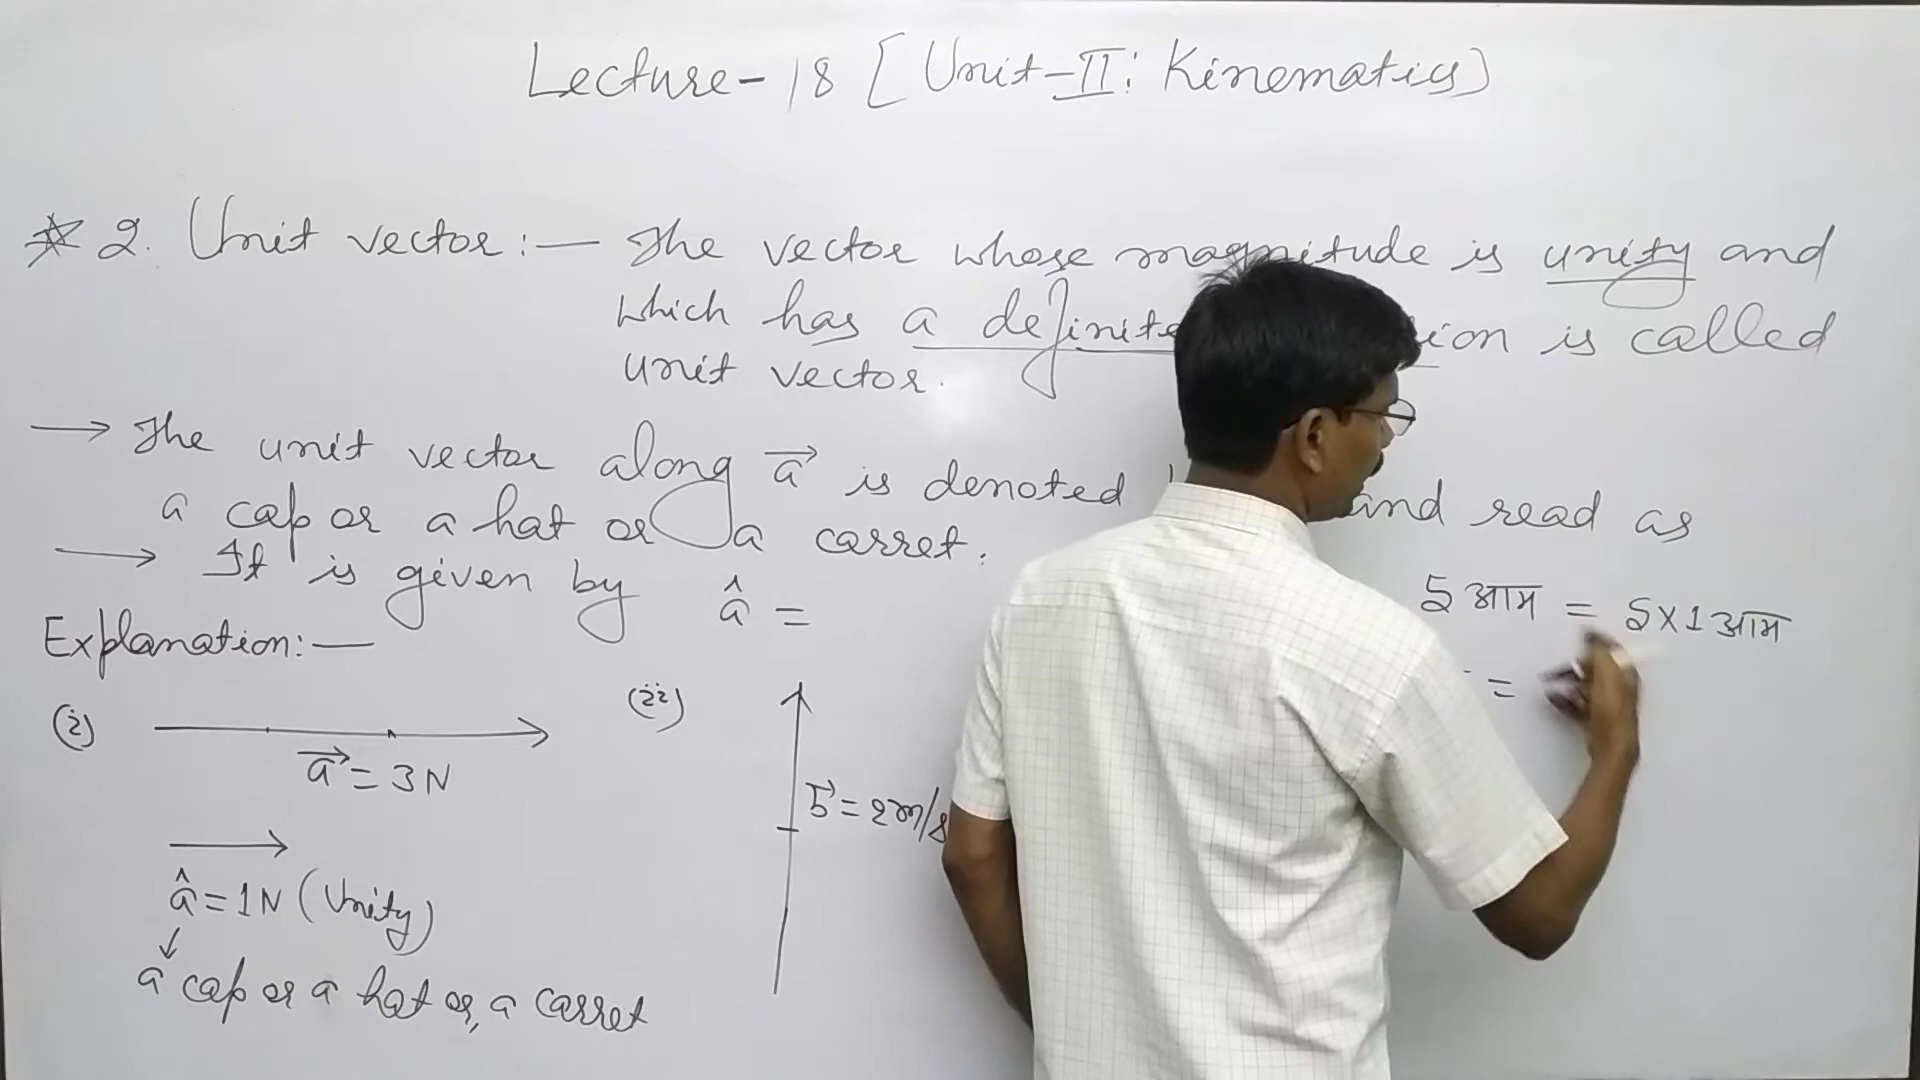 Lecture-18 [Unit-II: Kinematics)
* 2. Unit vector:— The vector whose magnitude is unity and
which has a definite is called
unit vector.
→ The unit vector along a⃗ is denoted and read as
a cap or a hat or a carret.
→ It is given by â =
Explanation:—
5 आम = 5×1 आम
=
(i)
a⃗ = 3N
(ii)
b⃗ = 2m/s
â = 1N (Unity)
↓
a cap or a hat or, a carret